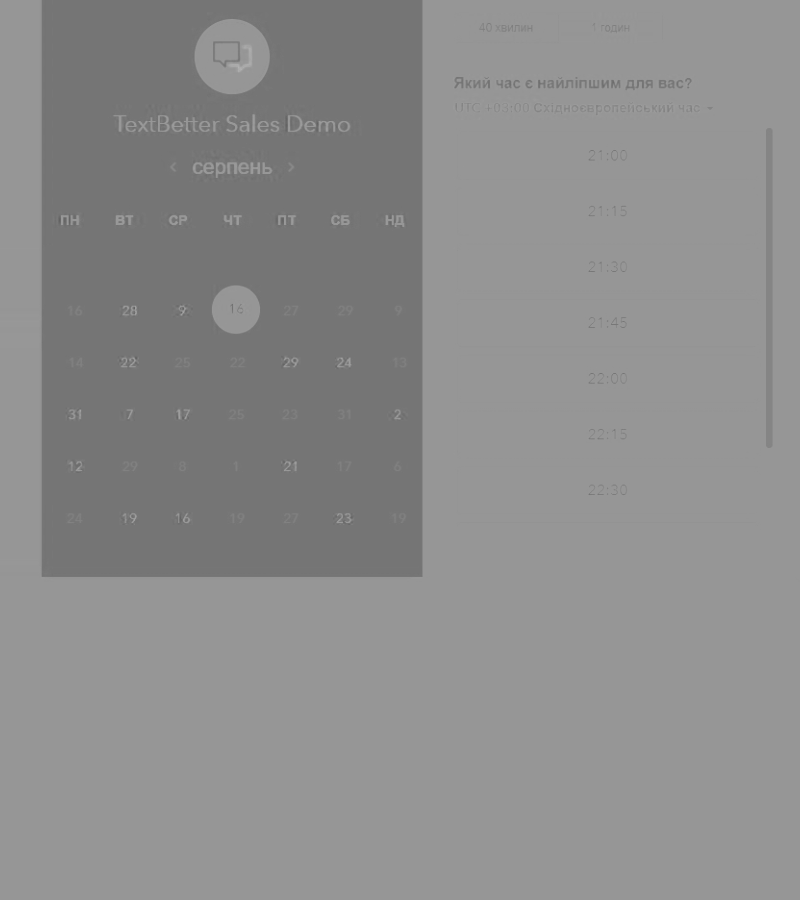 TextBetter Sales Demo
серпень
ПН ВТ СР ЧТ ПТ СБ НД
16 28 9 16 27 29 9
14 22 25 22 29 24 13
31 7 17 25 23 31 2
12 29 8 1 21 17 6
24 19 16 19 27 23 19
40 хвилин 1 годин
Який час є найліпшим для вас?
UTC +03:00 Східноєвропейський час
21:00
21:15
21:30
21:45
22:00
22:15
22:30